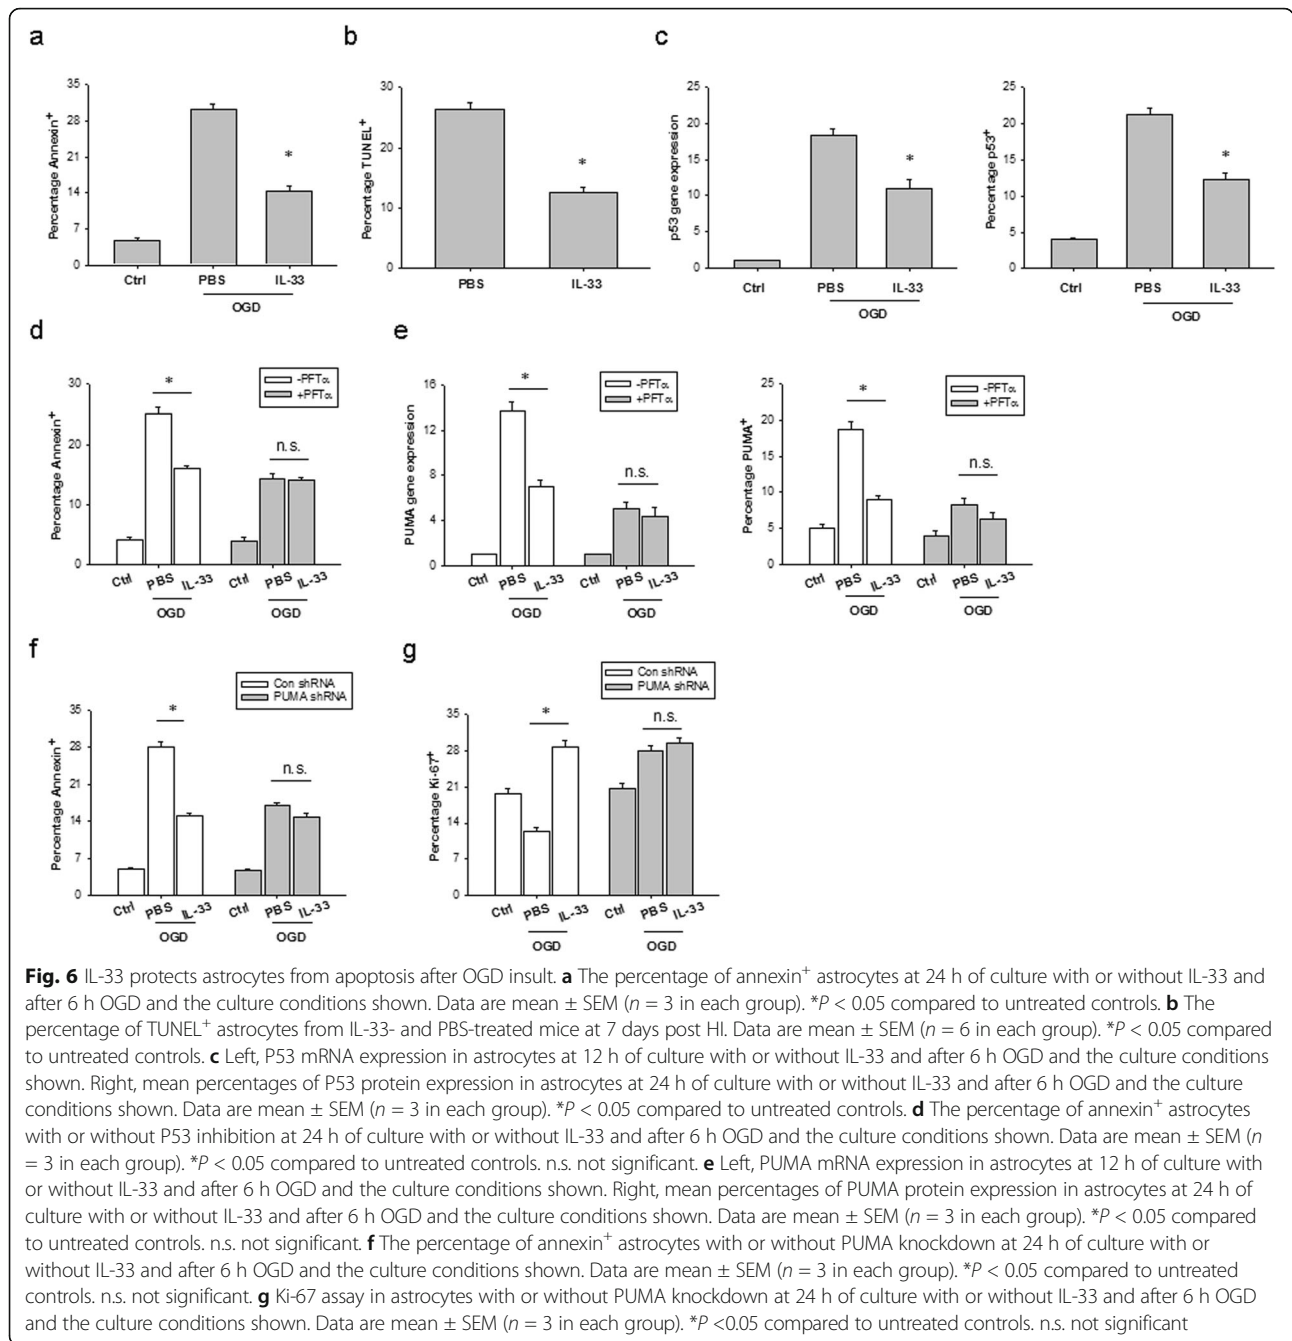 a
b
c
35
28
21
14
7
0
Percentage Annexin+
*
Ctrl
PBS
IL-33
OGD
30
20
10
0
Percentage TUNEL+
*
PBS
IL-33
25
20
15
10
5
0
p53 gene expression
*
Ctrl
PBS
IL-33
OGD
25
20
15
10
5
0
Percentage p53+
*
Ctrl
PBS
IL-33
OGD
d
e
30
20
10
0
Percentage Annexin+
-PFTα
+PFTα
*
n.s.
Ctrl PBS IL-33 Ctrl PBS IL-33
OGD OGD
16
12
8
4
0
PUMA gene expression
-PFTα
+PFTα
*
n.s.
Ctrl PBS IL-33 Ctrl PBS IL-33
OGD OGD
25
20
15
10
5
0
Percentage PUMA+
-PFTα
+PFTα
*
n.s.
Ctrl PBS IL-33 Ctrl PBS IL-33
OGD OGD
f
g
35
28
21
14
7
0
Percentage Annexin+
Con shRNA
PUMA shRNA
*
n.s.
Ctrl PBS IL-33 Ctrl PBS IL-33
OGD OGD
35
28
21
14
7
0
Percentage Ki-67+
Con shRNA
PUMA shRNA
*
n.s.
Ctrl PBS IL-33 Ctrl PBS IL-33
OGD OGD
Fig. 6 IL-33 protects astrocytes from apoptosis after OGD insult. a The percentage of annexin+ astrocytes at 24 h of culture with or without IL-33 and
after 6 h OGD and the culture conditions shown. Data are mean ± SEM (n = 3 in each group). *P < 0.05 compared to untreated controls. b The
percentage of TUNEL+ astrocytes from IL-33- and PBS-treated mice at 7 days post HI. Data are mean ± SEM (n = 6 in each group). *P < 0.05 compared
to untreated controls. c Left, P53 mRNA expression in astrocytes at 12 h of culture with or without IL-33 and after 6 h OGD and the culture conditions
shown. Right, mean percentages of P53 protein expression in astrocytes at 24 h of culture with or without IL-33 and after 6 h OGD and the culture
conditions shown. Data are mean ± SEM (n = 3 in each group). *P < 0.05 compared to untreated controls. d The percentage of annexin+ astrocytes
with or without P53 inhibition at 24 h of culture with or without IL-33 and after 6 h OGD and the culture conditions shown. Data are mean ± SEM (n
= 3 in each group). *P < 0.05 compared to untreated controls. n.s. not significant. e Left, PUMA mRNA expression in astrocytes at 12 h of culture with
or without IL-33 and after 6 h OGD and the culture conditions shown. Right, mean percentages of PUMA protein expression in astrocytes at 24 h of
culture with or without IL-33 and after 6 h OGD and the culture conditions shown. Data are mean ± SEM (n = 3 in each group). *P < 0.05 compared
to untreated controls. n.s. not significant. f The percentage of annexin+ astrocytes with or without PUMA knockdown at 24 h of culture with or
without IL-33 and after 6 h OGD and the culture conditions shown. Data are mean ± SEM (n = 3 in each group). *P < 0.05 compared to untreated
controls. n.s. not significant. g Ki-67 assay in astrocytes with or without PUMA knockdown at 24 h of culture with or without IL-33 and after 6 h OGD
and the culture conditions shown. Data are mean ± SEM (n = 3 in each group). *P <0.05 compared to untreated controls. n.s. not significant